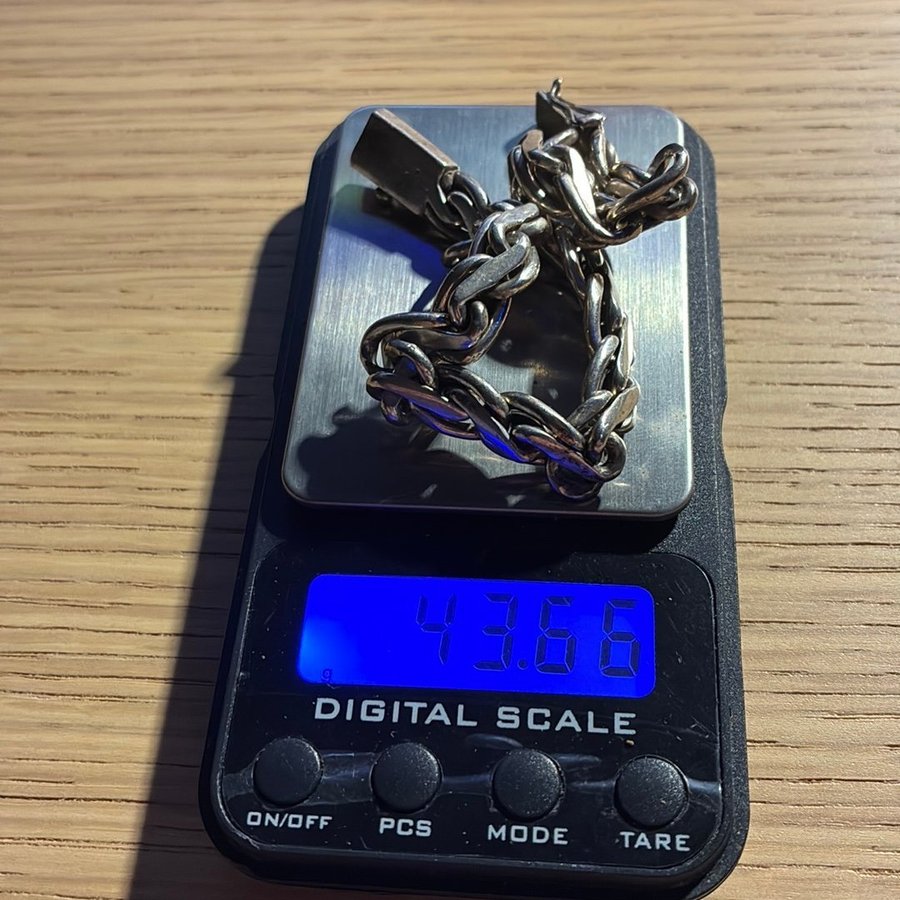 43.66
g
DIGITAL SCALE
ON/OFF PCS MODE TARE